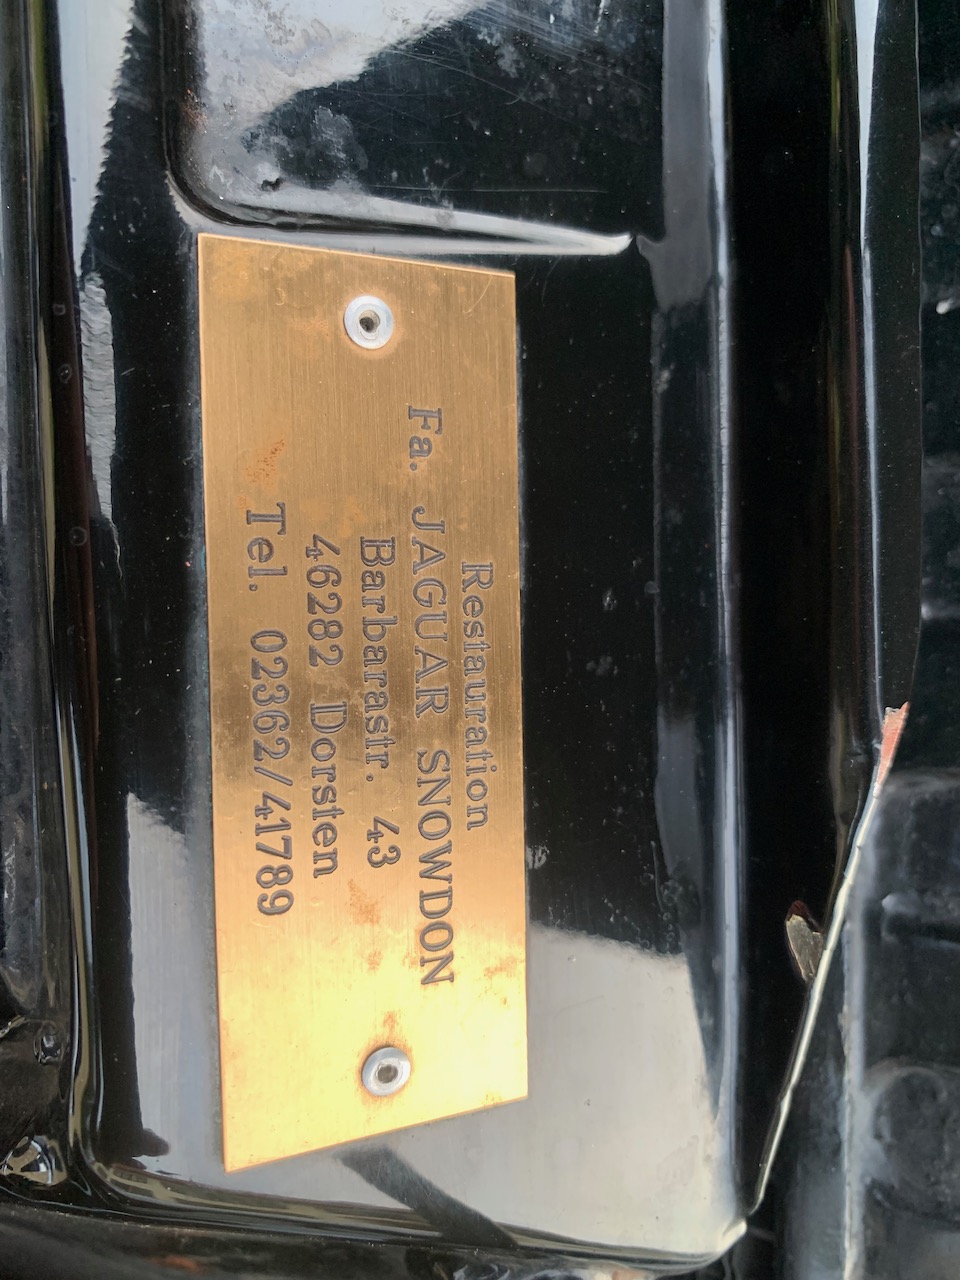 Restauration
Fa. JAGUAR SNOWDON
Barbarastr. 43
46282 Dorsten
Tel. 02362/41789